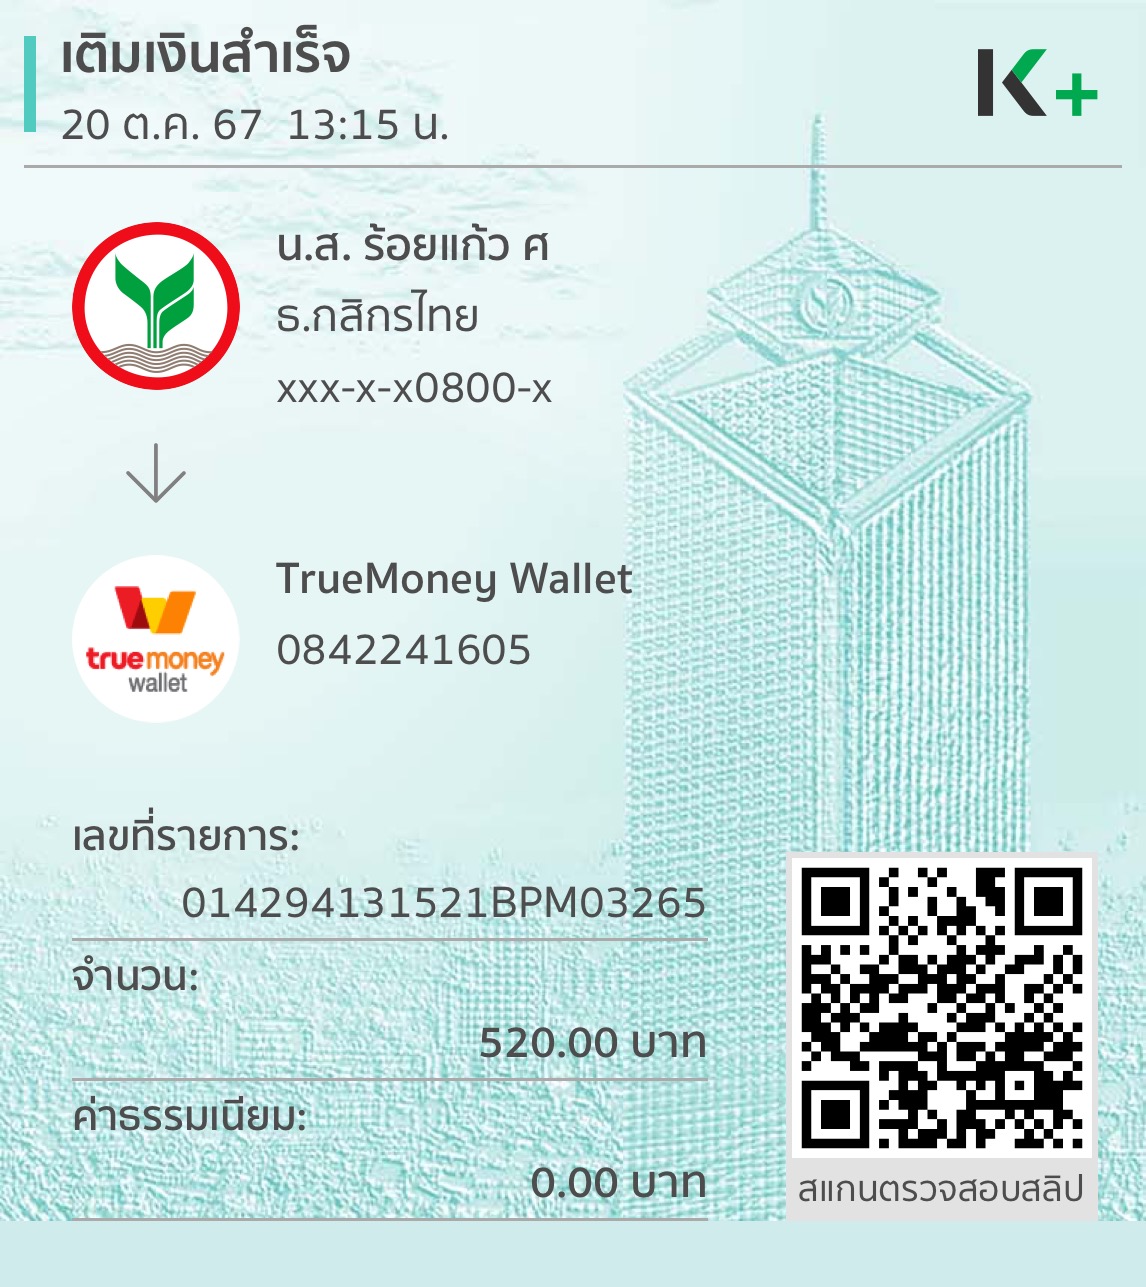 เติมเงินสำเร็จ
20 ต.ค. 67 13:15 น.
K+
น.ส. ร้อยแก้ว ศ
ธ.กสิกรไทย
xxx-x-x0800-x
TrueMoney Wallet
0842241605
truemoney
wallet
เลขที่รายการ:
014294131521BPM03265
จำนวน:
520.00 บาท
ค่าธรรมเนียม:
0.00 บาท
สแกนตรวจสอบสลิป